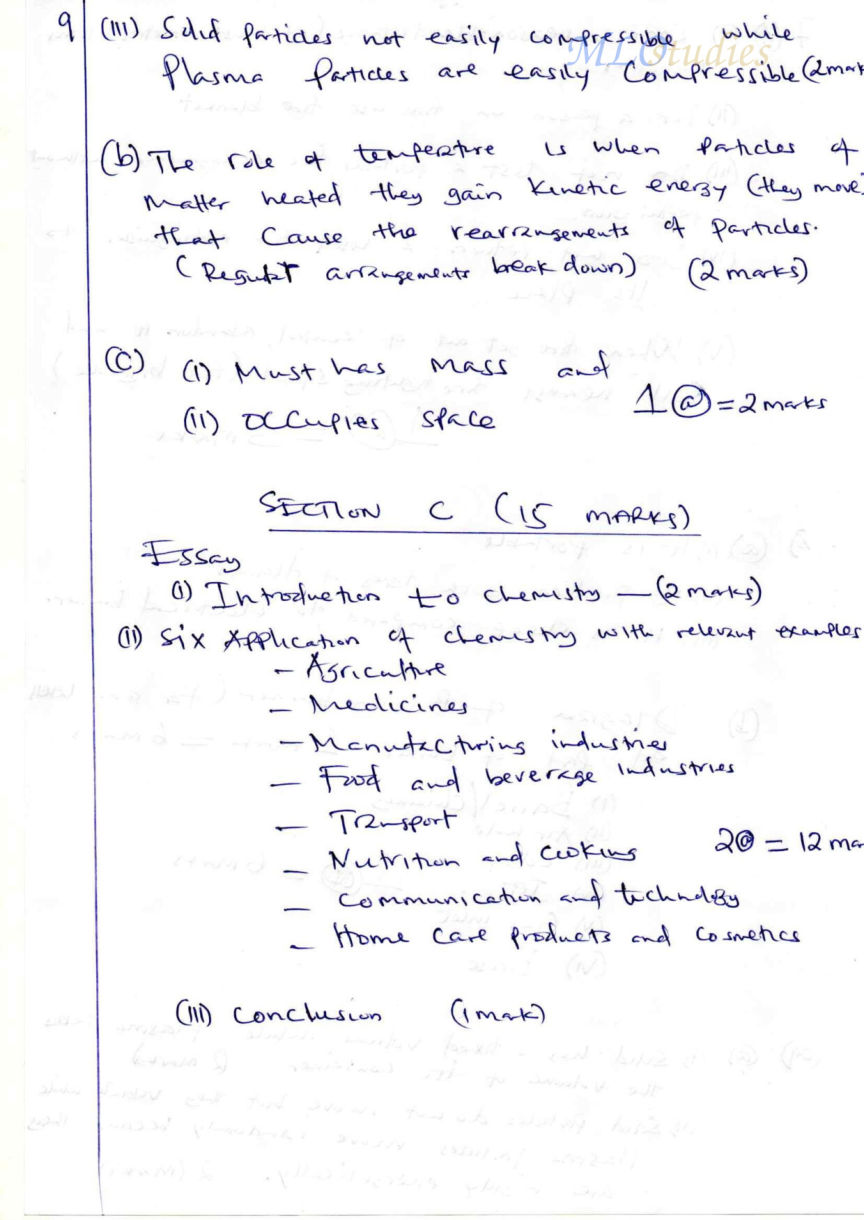 9 (III) Solid Particles not easily compressible while
MLGStudies
Plasma Particles are easily Compressible (2mark
(b) The role of temperature is when Particles of
Matter heated they gain Kinetic energy (they move)
that Cause the rearrangements of Particles.
(Regular arrangements break down) (2 marks)
(C) (i) Must has mass and
1@ = 2 marks
(ii) occupies space
SECTION C (15 MARKS)
Essay
(i) Introduction to chemistry — (2 marks)
(ii) Six Application of chemistry with relevant examples
- Agriculture
- Medicines
- Manufacturing industries
- Food and beverage industries
- Transport
- Nutrition and cooking 2@ = 12 ma
- Communication and technology
- Home Care products and cosmetics
(III) Conclusion (1 mark)